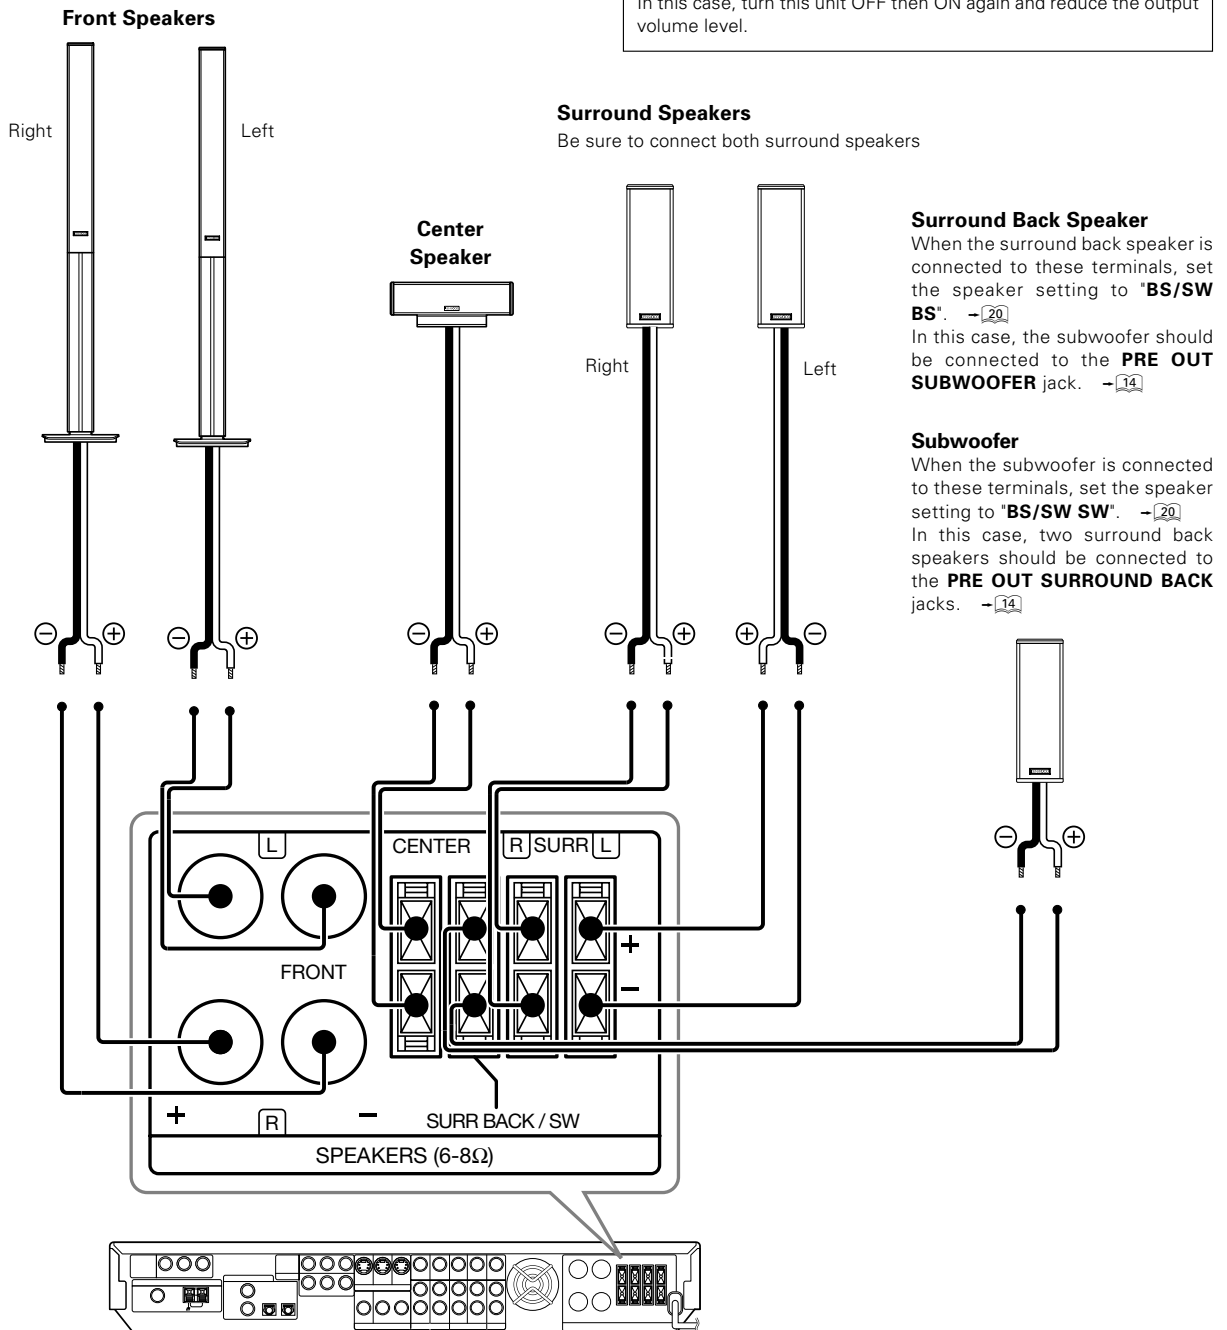 In this case, turn this unit OFF then ON again and reduce the output
volume level.
Front Speakers
Right
Left
Surround Speakers
Be sure to connect both surround speakers
Center
Speaker
Right
Left
Surround Back Speaker
When the surround back speaker is
connected to these terminals, set
the speaker setting to "BS/SW
BS". →20
In this case, the subwoofer should
be connected to the PRE OUT
SUBWOOFER jack. →14
Subwoofer
When the subwoofer is connected
to these terminals, set the speaker
setting to "BS/SW SW". →20
In this case, two surround back
speakers should be connected to
the PRE OUT SURROUND BACK
jacks. →14
− + − + − + − + + −
− +
L CENTER R SURR L
+
FRONT
−
+ R −
SURR BACK / SW
SPEAKERS (6-8Ω)